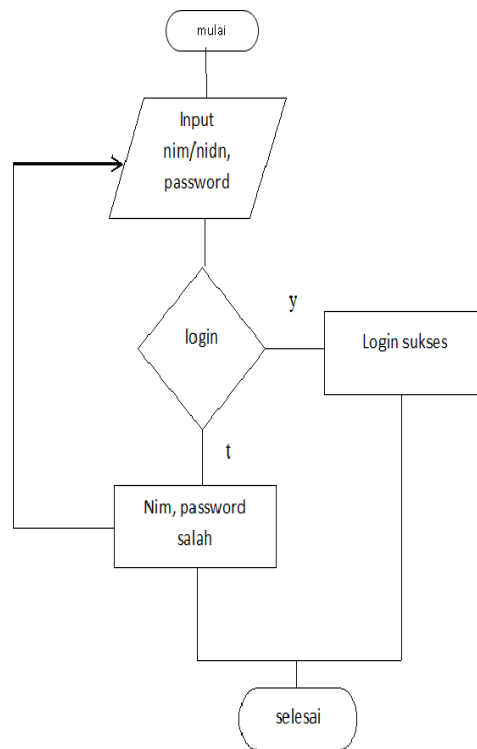 mulai
Input
nim/nidn,
password
login
y
Login sukses
t
Nim, password
salah
selesai